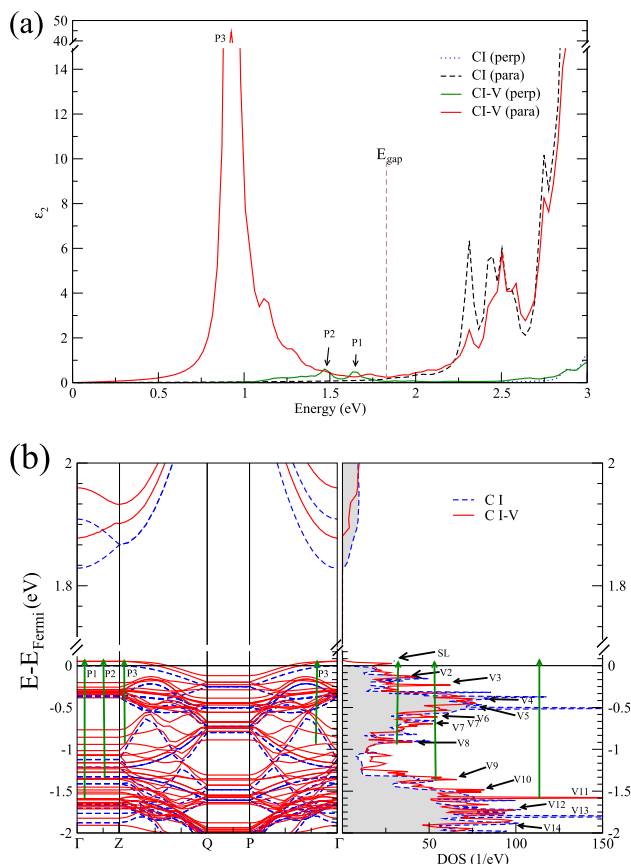 (a)
50
40
30
14
12
10
8
6
4
2
0
ε2
P3
CI (perp)
CI (para)
CI-V (perp)
CI-V (para)
Egap
P2
P1
0
0.5
1
1.5
2
2.5
3
Energy (eV)
(b)
2
1.8
0
-0.5
-1
-1.5
-2
E-EFermi (eV)
P1
P2
P3
P3
Γ
Z
Q
P
Γ
C I
C I-V
SL
V2
V3
V4
V5
V6
V7
V7
V8
V9
V10
V11
V12
V13
V14
2
1.8
0
-0.5
-1
-1.5
-2
50
100
150
DOS (1/eV)